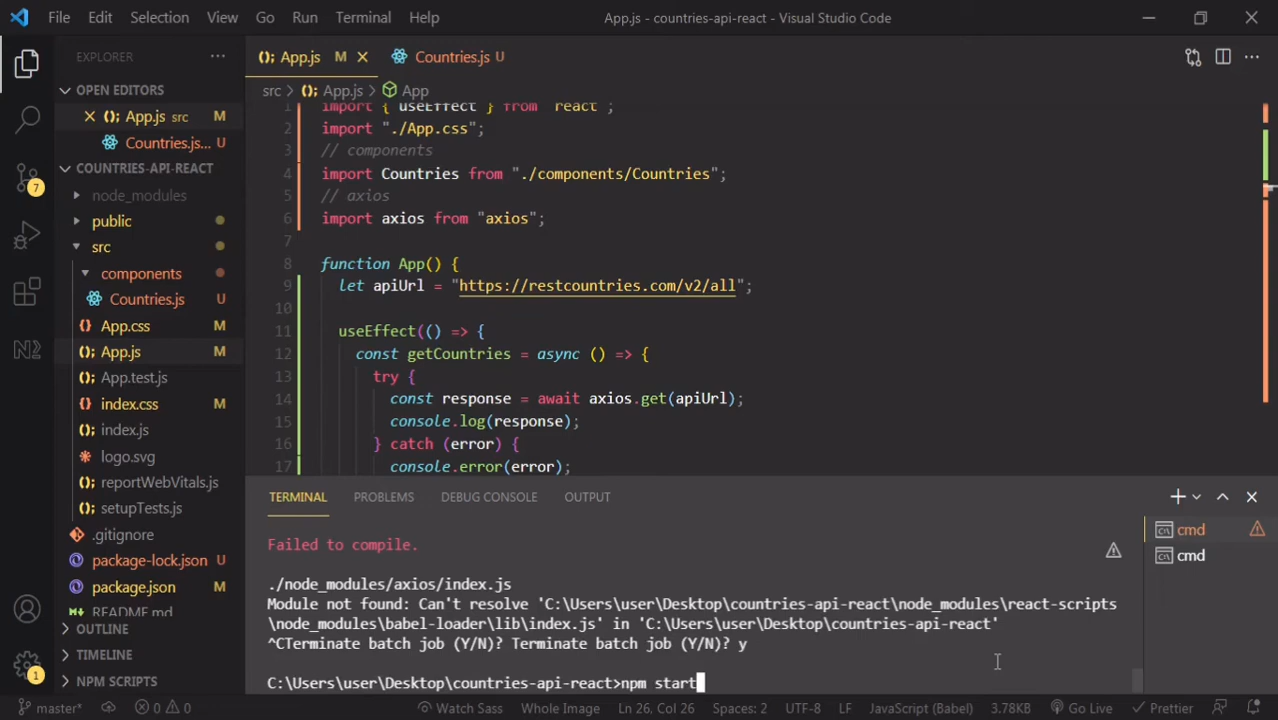 File Edit Selection View Go Run Terminal Help App.js - countries-api-react - Visual Studio Code
EXPLORER
App.js M
Countries.js U
OPEN EDITORS
App.js src M
Countries.js... U
COUNTRIES-API-REACT
node_modules
public
src
components
Countries.js U
App.css M
App.js M
App.test.js
index.css M
index.js
logo.svg
reportWebVitals.js
setupTests.js
.gitignore
package-lock.json U
package.json M
README.md
OUTLINE
TIMELINE
NPM SCRIPTS
7
1
src > App.js > App
1 import { useEffect } from react ;
2 import "./App.css";
3 // components
4 import Countries from "./components/Countries";
5 // axios
6 import axios from "axios";
7
8 function App() {
9 let apiUrl = "https://restcountries.com/v2/all";
10
11 useEffect(() => {
12 const getCountries = async () => {
13 try {
14 const response = await axios.get(apiUrl);
15 console.log(response);
16 } catch (error) {
17 console.error(error);
TERMINAL PROBLEMS DEBUG CONSOLE OUTPUT
cmd
cmd
Failed to compile.
./node_modules/axios/index.js
Module not found: Can't resolve 'C:\Users\user\Desktop\countries-api-react\node_modules\react-scripts
\node_modules\babel-loader\lib\index.js' in 'C:\Users\user\Desktop\countries-api-react'
^CTerminate batch job (Y/N)? Terminate batch job (Y/N)? y
C:\Users\user\Desktop\countries-api-react>npm start
master* 0 0 Watch Sass Whole Image Ln 26, Col 26 Spaces: 2 UTF-8 LF JavaScript (Babel) 3.78KB Go Live Prettier